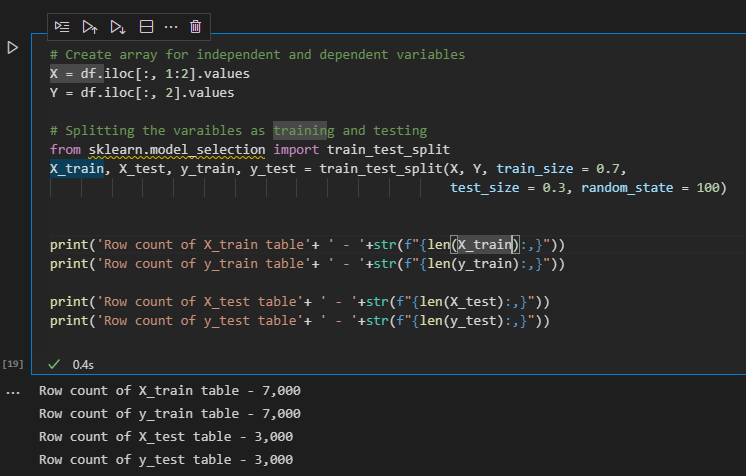 # Create array for independent and dependent variables
X = df.iloc[:, 1:2].values
Y = df.iloc[:, 2].values
# Splitting the varaibles as training and testing
from sklearn.model_selection import train_test_split
X_train, X_test, y_train, y_test = train_test_split(X, Y, train_size = 0.7,
test_size = 0.3, random_state = 100)
print('Row count of X_train table'+ ' - '+str(f"{len(X_train):,}"))
print('Row count of y_train table'+ ' - '+str(f"{len(y_train):,}"))
print('Row count of X_test table'+ ' - '+str(f"{len(X_test):,}"))
print('Row count of y_test table'+ ' - '+str(f"{len(y_test):,}"))
[19] 0.4s
Row count of X_train table - 7,000
Row count of y_train table - 7,000
Row count of X_test table - 3,000
Row count of y_test table - 3,000